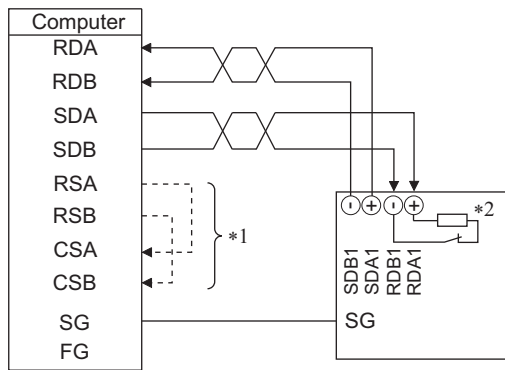 Computer
RDA
RDB
SDA
SDB
RSA
RSB
CSA
CSB
SG
FG
*1
- + - +
*2
SDB1
SDA1
RDB1
RDA1
SG